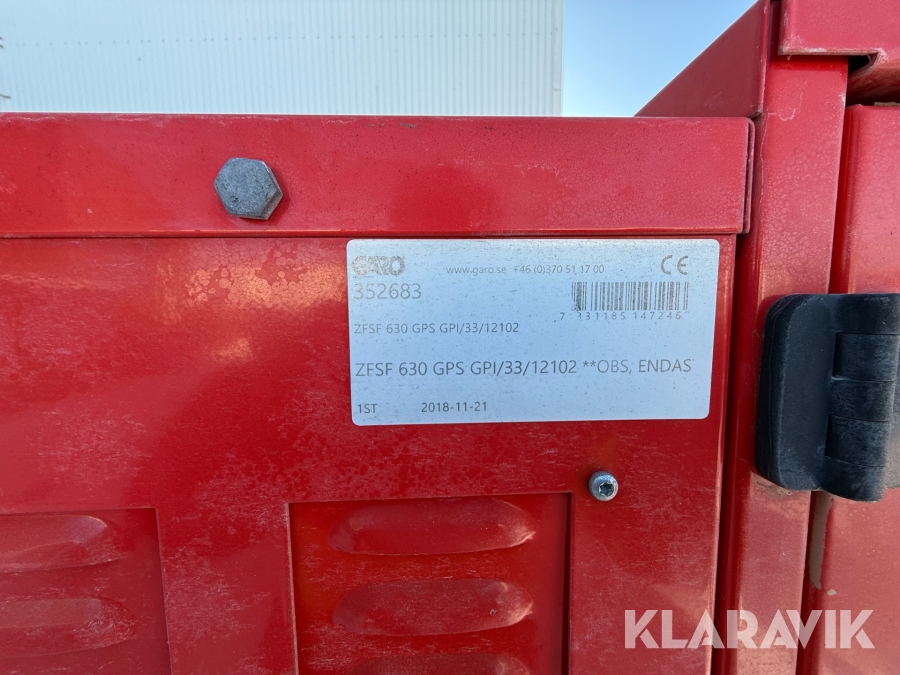 GARO www.garo.se +46 (0)370 51 17 00 CE
352683
7 331185 147246
ZFSF 630 GPS GPI/33/12102
ZFSF 630 GPS GPI/33/12102 **OBS, ENDAS
1ST 2018-11-21
KLARAVIK